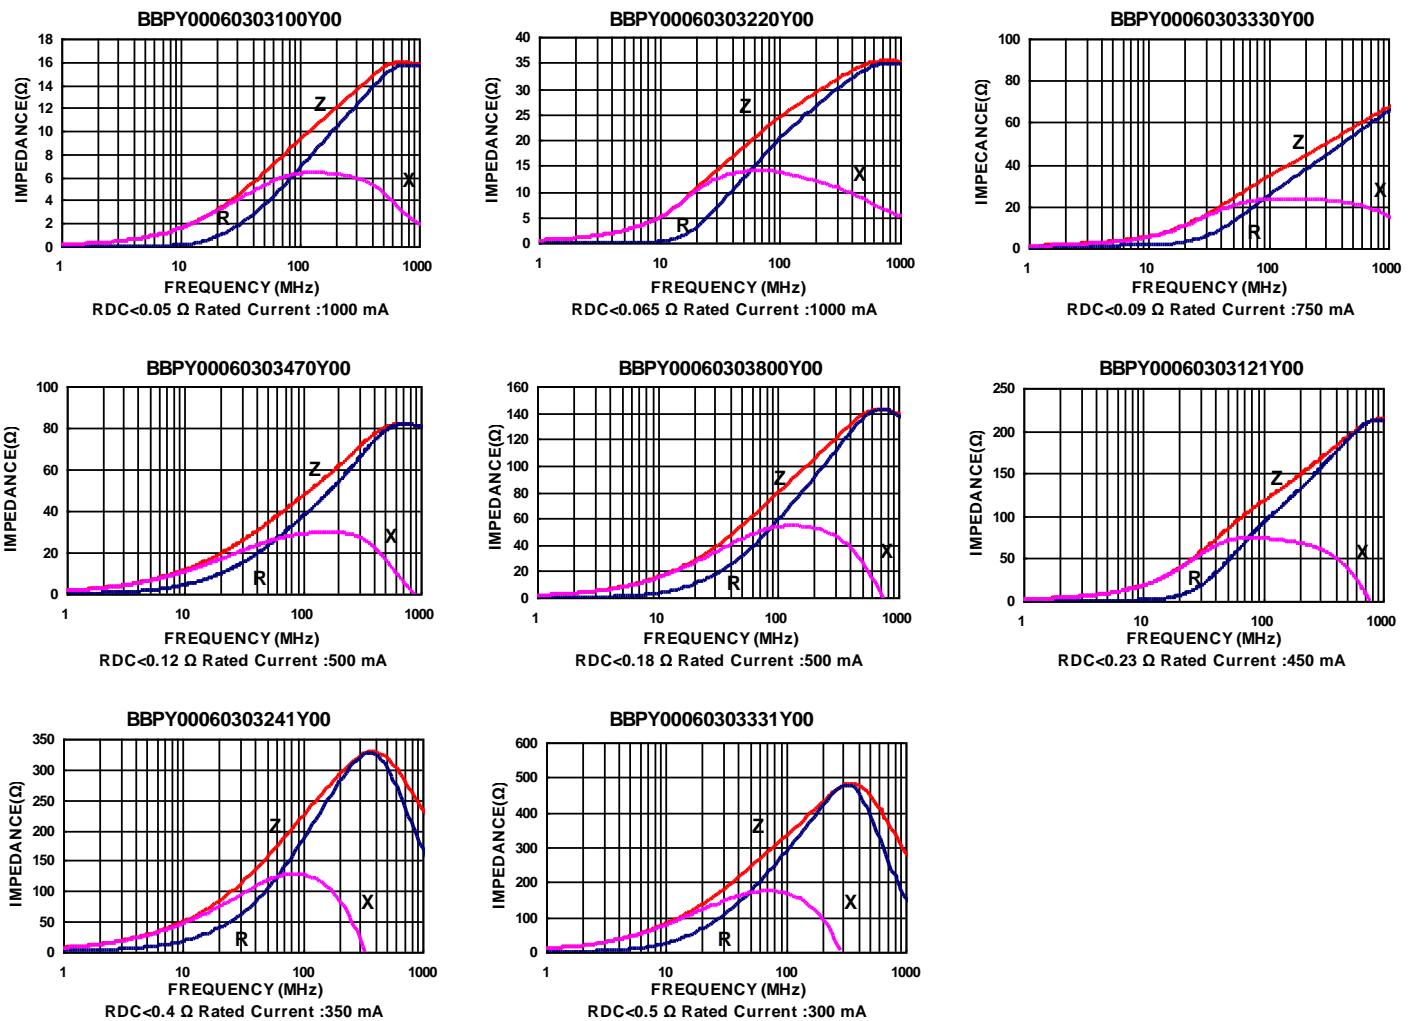 BBPY00060303100Y00
IMPEDANCE(Ω)
18
16
14
12
10
8
6
4
2
0
Z
X
R
1 10 100 1000
FREQUENCY (MHz)
RDC<0.05 Ω Rated Current :1000 mA
BBPY00060303220Y00
IMPEDANCE(Ω)
40
35
30
25
20
15
10
5
0
Z
X
R
1 10 100 1000
FREQUENCY (MHz)
RDC<0.065 Ω Rated Current :1000 mA
BBPY00060303330Y00
IMPECANCE(Ω)
100
80
60
40
20
0
Z
X
R
1 10 100 1000
FREQUENCY (MHz)
RDC<0.09 Ω Rated Current :750 mA
BBPY00060303470Y00
IMPEDANCE(Ω)
100
80
60
40
20
0
Z
X
R
1 10 100 1000
FREQUENCY (MHz)
RDC<0.12 Ω Rated Current :500 mA
BBPY00060303800Y00
IMPEDANCE(Ω)
160
140
120
100
80
60
40
20
0
Z
X
R
1 10 100 1000
FREQUENCY (MHz)
RDC<0.18 Ω Rated Current :500 mA
BBPY00060303121Y00
IMPEDANCE(Ω)
250
200
150
100
50
0
Z
X
R
1 10 100 1000
FREQUENCY (MHz)
RDC<0.23 Ω Rated Current :450 mA
BBPY00060303241Y00
IMPEDANCE(Ω)
350
300
250
200
150
100
50
0
Z
X
R
1 10 100 1000
FREQUENCY (MHz)
RDC<0.4 Ω Rated Current :350 mA
BBPY00060303331Y00
IMPEDANCE(Ω)
600
500
400
300
200
100
0
Z
X
R
1 10 100 1000
FREQUENCY (MHz)
RDC<0.5 Ω Rated Current :300 mA